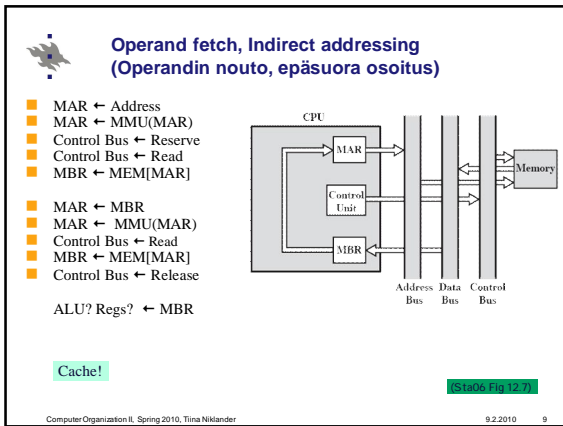 Operand fetch, Indirect addressing
(Operandin nouto, epäsuora osoitus)
MAR ← Address
MAR ← MMU(MAR)
Control Bus ← Reserve
Control Bus ← Read
MBR ← MEM[MAR]
MAR ← MBR
MAR ← MMU(MAR)
Control Bus ← Read
MBR ← MEM[MAR]
Control Bus ← Release
ALU? Regs? ← MBR
Cache!
CPU
MAR
Memory
Control
Unit
MBR
Address Data Control
Bus Bus Bus
(Sta06 Fig 12.7)
Computer Organization II, Spring 2010, Tiina Niklander 9.2.2010 9